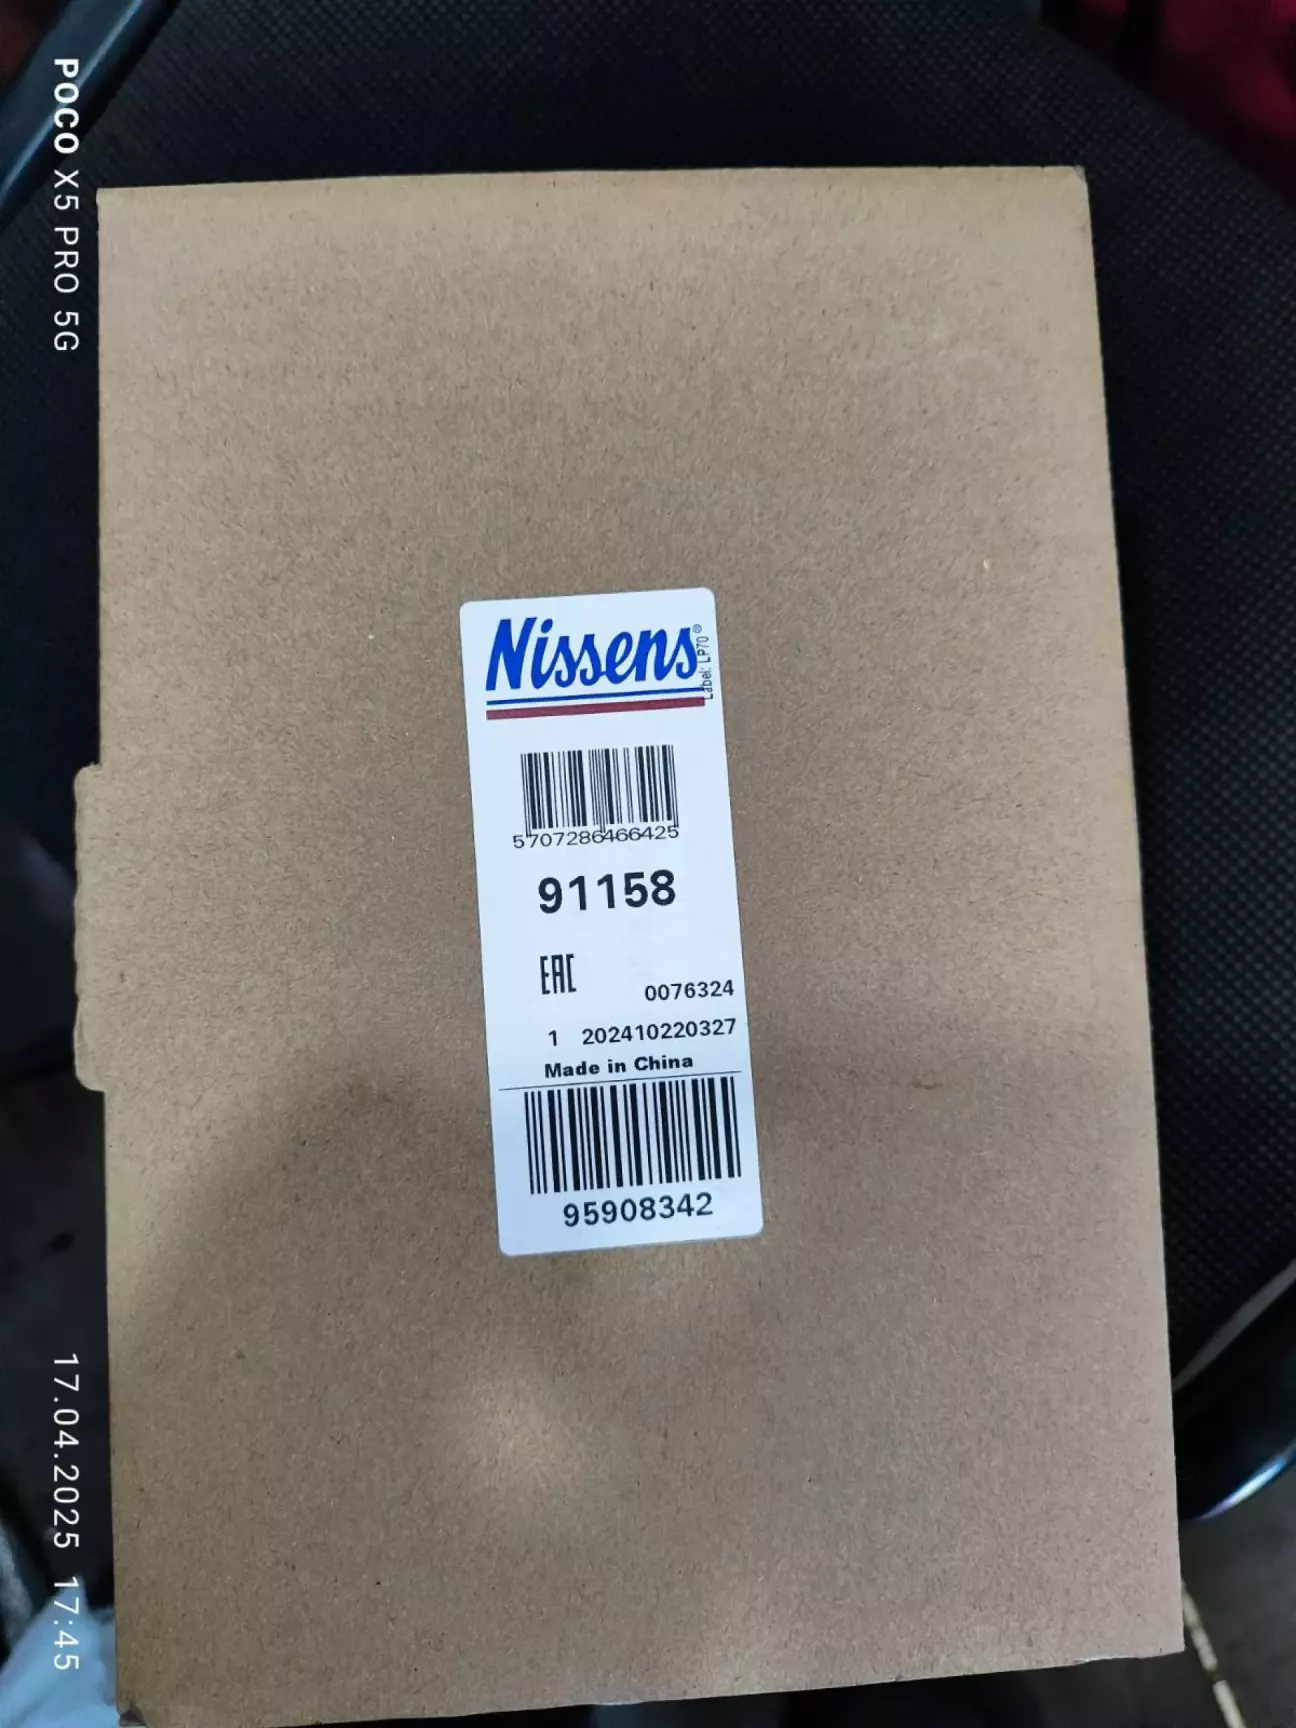 POCO X5 PRO 5G
Nissens®
Label: LP70
5707286466425
91158
EAC
0076324
1 202410220327
Made in China
95908342
17.04.2025 17:45